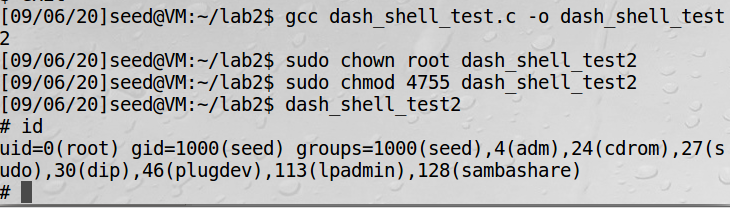 [09/06/20]seed@VM:~/lab2$ gcc dash_shell_test.c -o dash_shell_test
2
[09/06/20]seed@VM:~/lab2$ sudo chown root dash_shell_test2
[09/06/20]seed@VM:~/lab2$ sudo chmod 4755 dash_shell_test2
[09/06/20]seed@VM:~/lab2$ dash_shell_test2
# id
uid=0(root) gid=1000(seed) groups=1000(seed),4(adm),24(cdrom),27(s
udo),30(dip),46(plugdev),113(lpadmin),128(sambashare)
#